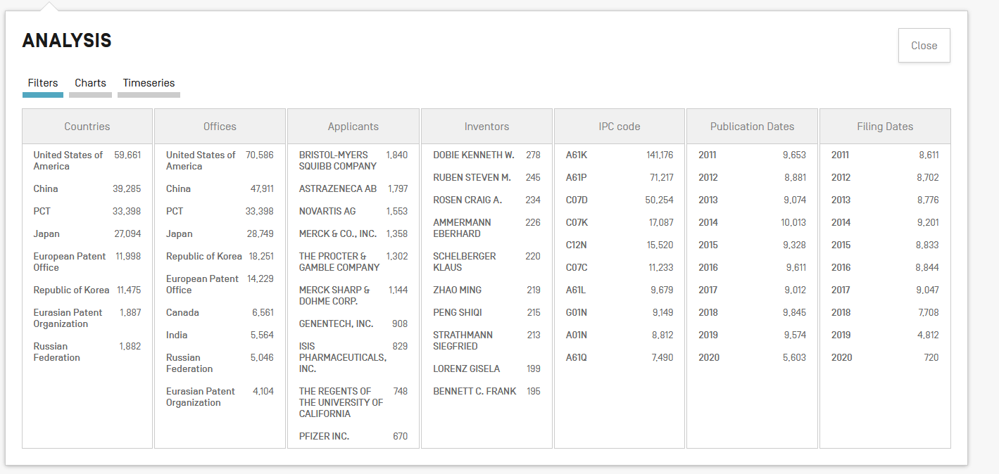 ANALYSIS
Close
Filters Charts Timeseries
Countries
United States of 59,661
America
China 39,285
PCT 33,398
Japan 27,094
European Patent 11,998
Office
Republic of Korea 11,475
Eurasian Patent 1,887
Organization
Russian 1,882
Federation
Offices
United States of 70,586
America
China 47,911
PCT 33,398
Japan 28,749
Republic of Korea 18,251
European Patent 14,229
Office
Canada 6,561
India 5,564
Russian 5,046
Federation
Eurasian Patent 4,104
Organization
Applicants
BRISTOL-MYERS 1,840
SQUIBB COMPANY
ASTRAZENECA AB 1,797
NOVARTIS AG 1,553
MERCK & CO., INC. 1,358
THE PROCTER & 1,302
GAMBLE COMPANY
MERCK SHARP & 1,144
DOHME CORP.
GENENTECH, INC. 908
ISIS 829
PHARMACEUTICALS,
INC.
THE REGENTS OF 748
THE UNIVERSITY OF
CALIFORNIA
PFIZER INC. 670
Inventors
DOBIE KENNETH W. 278
RUBEN STEVEN M. 245
ROSEN CRAIG A. 234
AMMERMANN 226
EBERHARD
SCHELBERGER 220
KLAUS
ZHAO MING 219
PENG SHIQI 215
STRATHMANN 213
SIEGFRIED
LORENZ GISELA 199
BENNETT C. FRANK 195
IPC code
A61K 141,176
A61P 71,217
C07D 50,254
C07K 17,087
C12N 15,520
C07C 11,233
A61L 9,679
G01N 9,149
A01N 8,812
A61Q 7,490
Publication Dates
2011 9,653
2012 8,881
2013 9,074
2014 10,013
2015 9,328
2016 9,611
2017 9,012
2018 9,845
2019 9,574
2020 5,603
Filing Dates
2011 8,611
2012 8,702
2013 8,776
2014 9,201
2015 8,833
2016 8,844
2017 9,047
2018 7,708
2019 4,812
2020 720